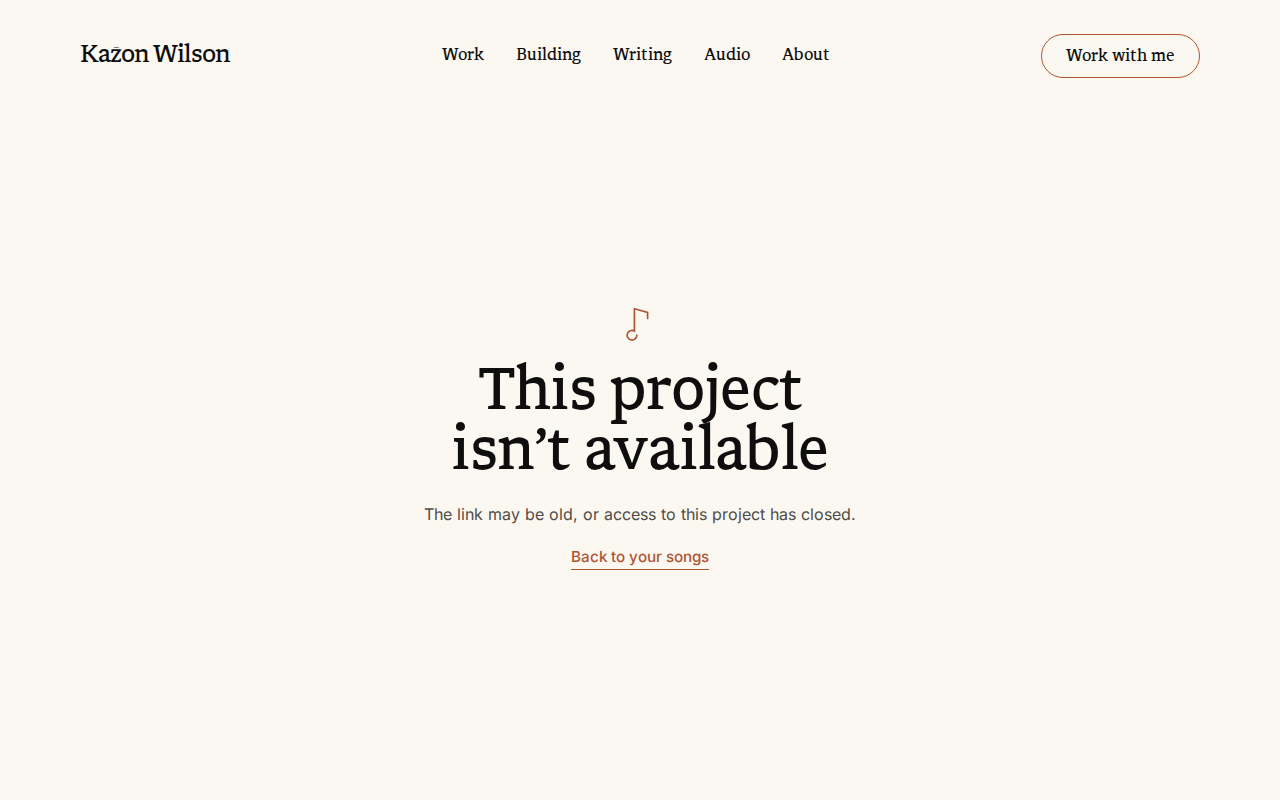 Każon Wilson
Work
Building
Writing
Audio
About
Work with me
This project
isn’t available
The link may be old, or access to this project has closed.
Back to your songs